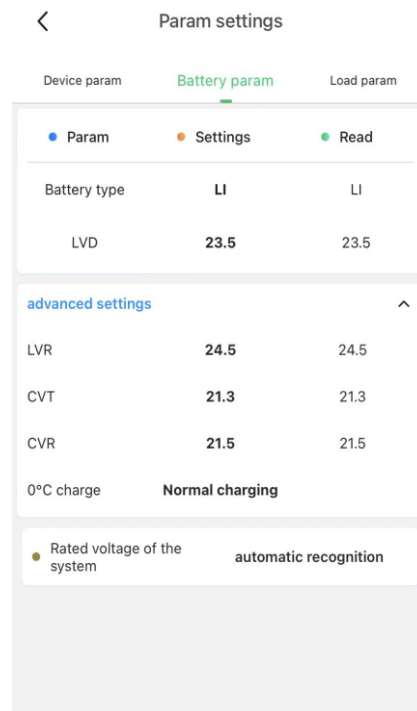 Param settings
Device param Battery param Load param
Param Settings Read
Battery type LI LI
LVD 23.5 23.5
advanced settings
LVR 24.5 24.5
CVT 21.3 21.3
CVR 21.5 21.5
0°C charge Normal charging
Rated voltage of the
system automatic recognition